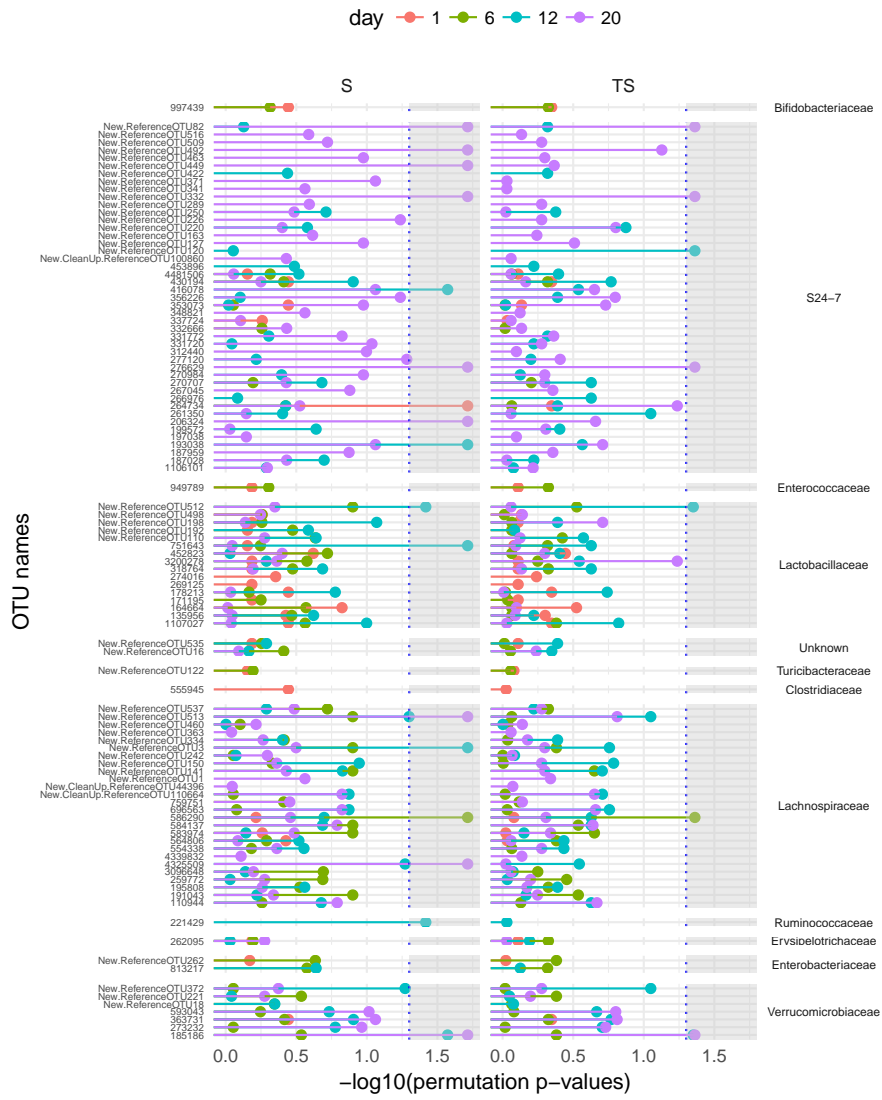 day 1 6 12 20
S TS
997439 Bifidobacteriaceae
New.ReferenceOTU82
New.ReferenceOTU516
New.ReferenceOTU509
New.ReferenceOTU492
New.ReferenceOTU463
New.ReferenceOTU449
New.ReferenceOTU422
New.ReferenceOTU371
New.ReferenceOTU341
New.ReferenceOTU332
New.ReferenceOTU289
New.ReferenceOTU250
New.ReferenceOTU226
New.ReferenceOTU220
New.ReferenceOTU163
New.ReferenceOTU127
New.ReferenceOTU120
New.CleanUp.ReferenceOTU100860
453896
4481506
430194
416078
356226 S24−7
353073
348821
337724
332666
331772
331720
312440
277120
276629
270984
270707
267045
266976
264734
261350
206324
199572
197038
193038
187959
187028
1106101
949789 Enterococcaceae
New.ReferenceOTU512
New.ReferenceOTU498
New.ReferenceOTU198
New.ReferenceOTU192
New.ReferenceOTU110
751643
452823
3200278 Lactobacillaceae
318764
274016
269125
178213
171195
164664
135956
1107027
New.ReferenceOTU535 Unknown
New.ReferenceOTU16
New.ReferenceOTU122 Turicibacteraceae
555945 Clostridiaceae
New.ReferenceOTU537
New.ReferenceOTU513
New.ReferenceOTU460
New.ReferenceOTU363
New.ReferenceOTU334
New.ReferenceOTU3
New.ReferenceOTU242
New.ReferenceOTU150
New.ReferenceOTU141
New.ReferenceOTU1
New.CleanUp.ReferenceOTU44396
New.CleanUp.ReferenceOTU110664
759751 Lachnospiraceae
696563
586290
584137
583974
564806
554338
4339832
4325509
3096648
259772
195808
191043
110944
221429 Ruminococcaceae
262095 Erysipelotrichaceae
New.ReferenceOTU262 Enterobacteriaceae
813217
New.ReferenceOTU372
New.ReferenceOTU221
New.ReferenceOTU18
593043 Verrucomicrobiaceae
363731
273232
185186
0.0 0.5 1.0 1.5 0.0 0.5 1.0 1.5
−log10(permutation p−values)
OTU names